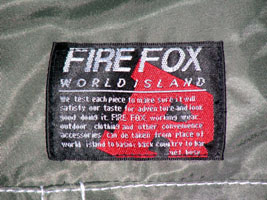 FIRE FOX
WORLD ISLAND
We test each piece to make sure it will
satisfy our taste for adventure and look
good doing it. FIRE FOX working wear.
outdoor clothing and other convenience
accessories can be taken from place of
world island to basin; back country to bar